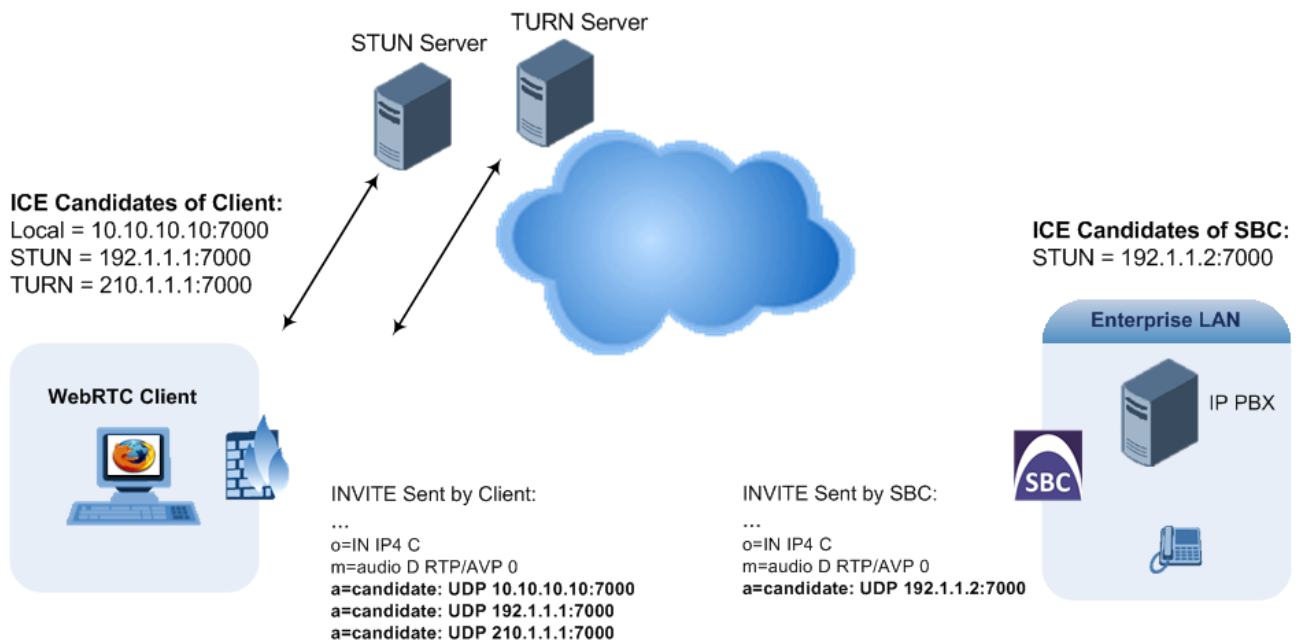 STUN Server
TURN Server
ICE Candidates of Client:
Local = 10.10.10.10:7000
STUN = 192.1.1.1:7000
TURN = 210.1.1.1:7000
ICE Candidates of SBC:
STUN = 192.1.1.2:7000
Enterprise LAN
IP PBX
SBC
WebRTC Client
INVITE Sent by Client:
...
o=IN IP4 C
m=audio D RTP/AVP 0
a=candidate: UDP 10.10.10.10:7000
a=candidate: UDP 192.1.1.1:7000
a=candidate: UDP 210.1.1.1:7000
INVITE Sent by SBC:
...
o=IN IP4 C
m=audio D RTP/AVP 0
a=candidate: UDP 192.1.1.2:7000